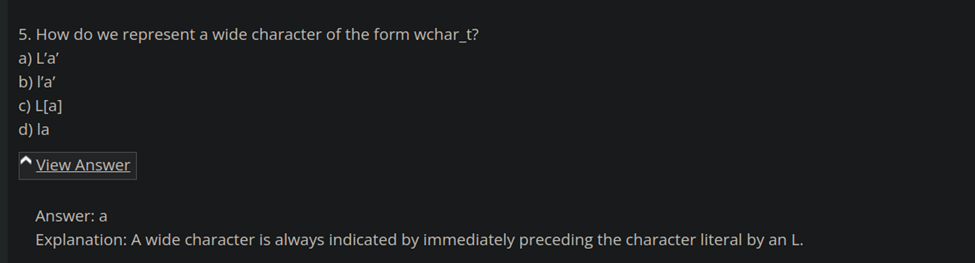 5. How do we represent a wide character of the form wchar_t?
a) L’a’
b) l’a’
c) L[a]
d) la
View Answer
Answer: a
Explanation: A wide character is always indicated by immediately preceding the character literal by an L.